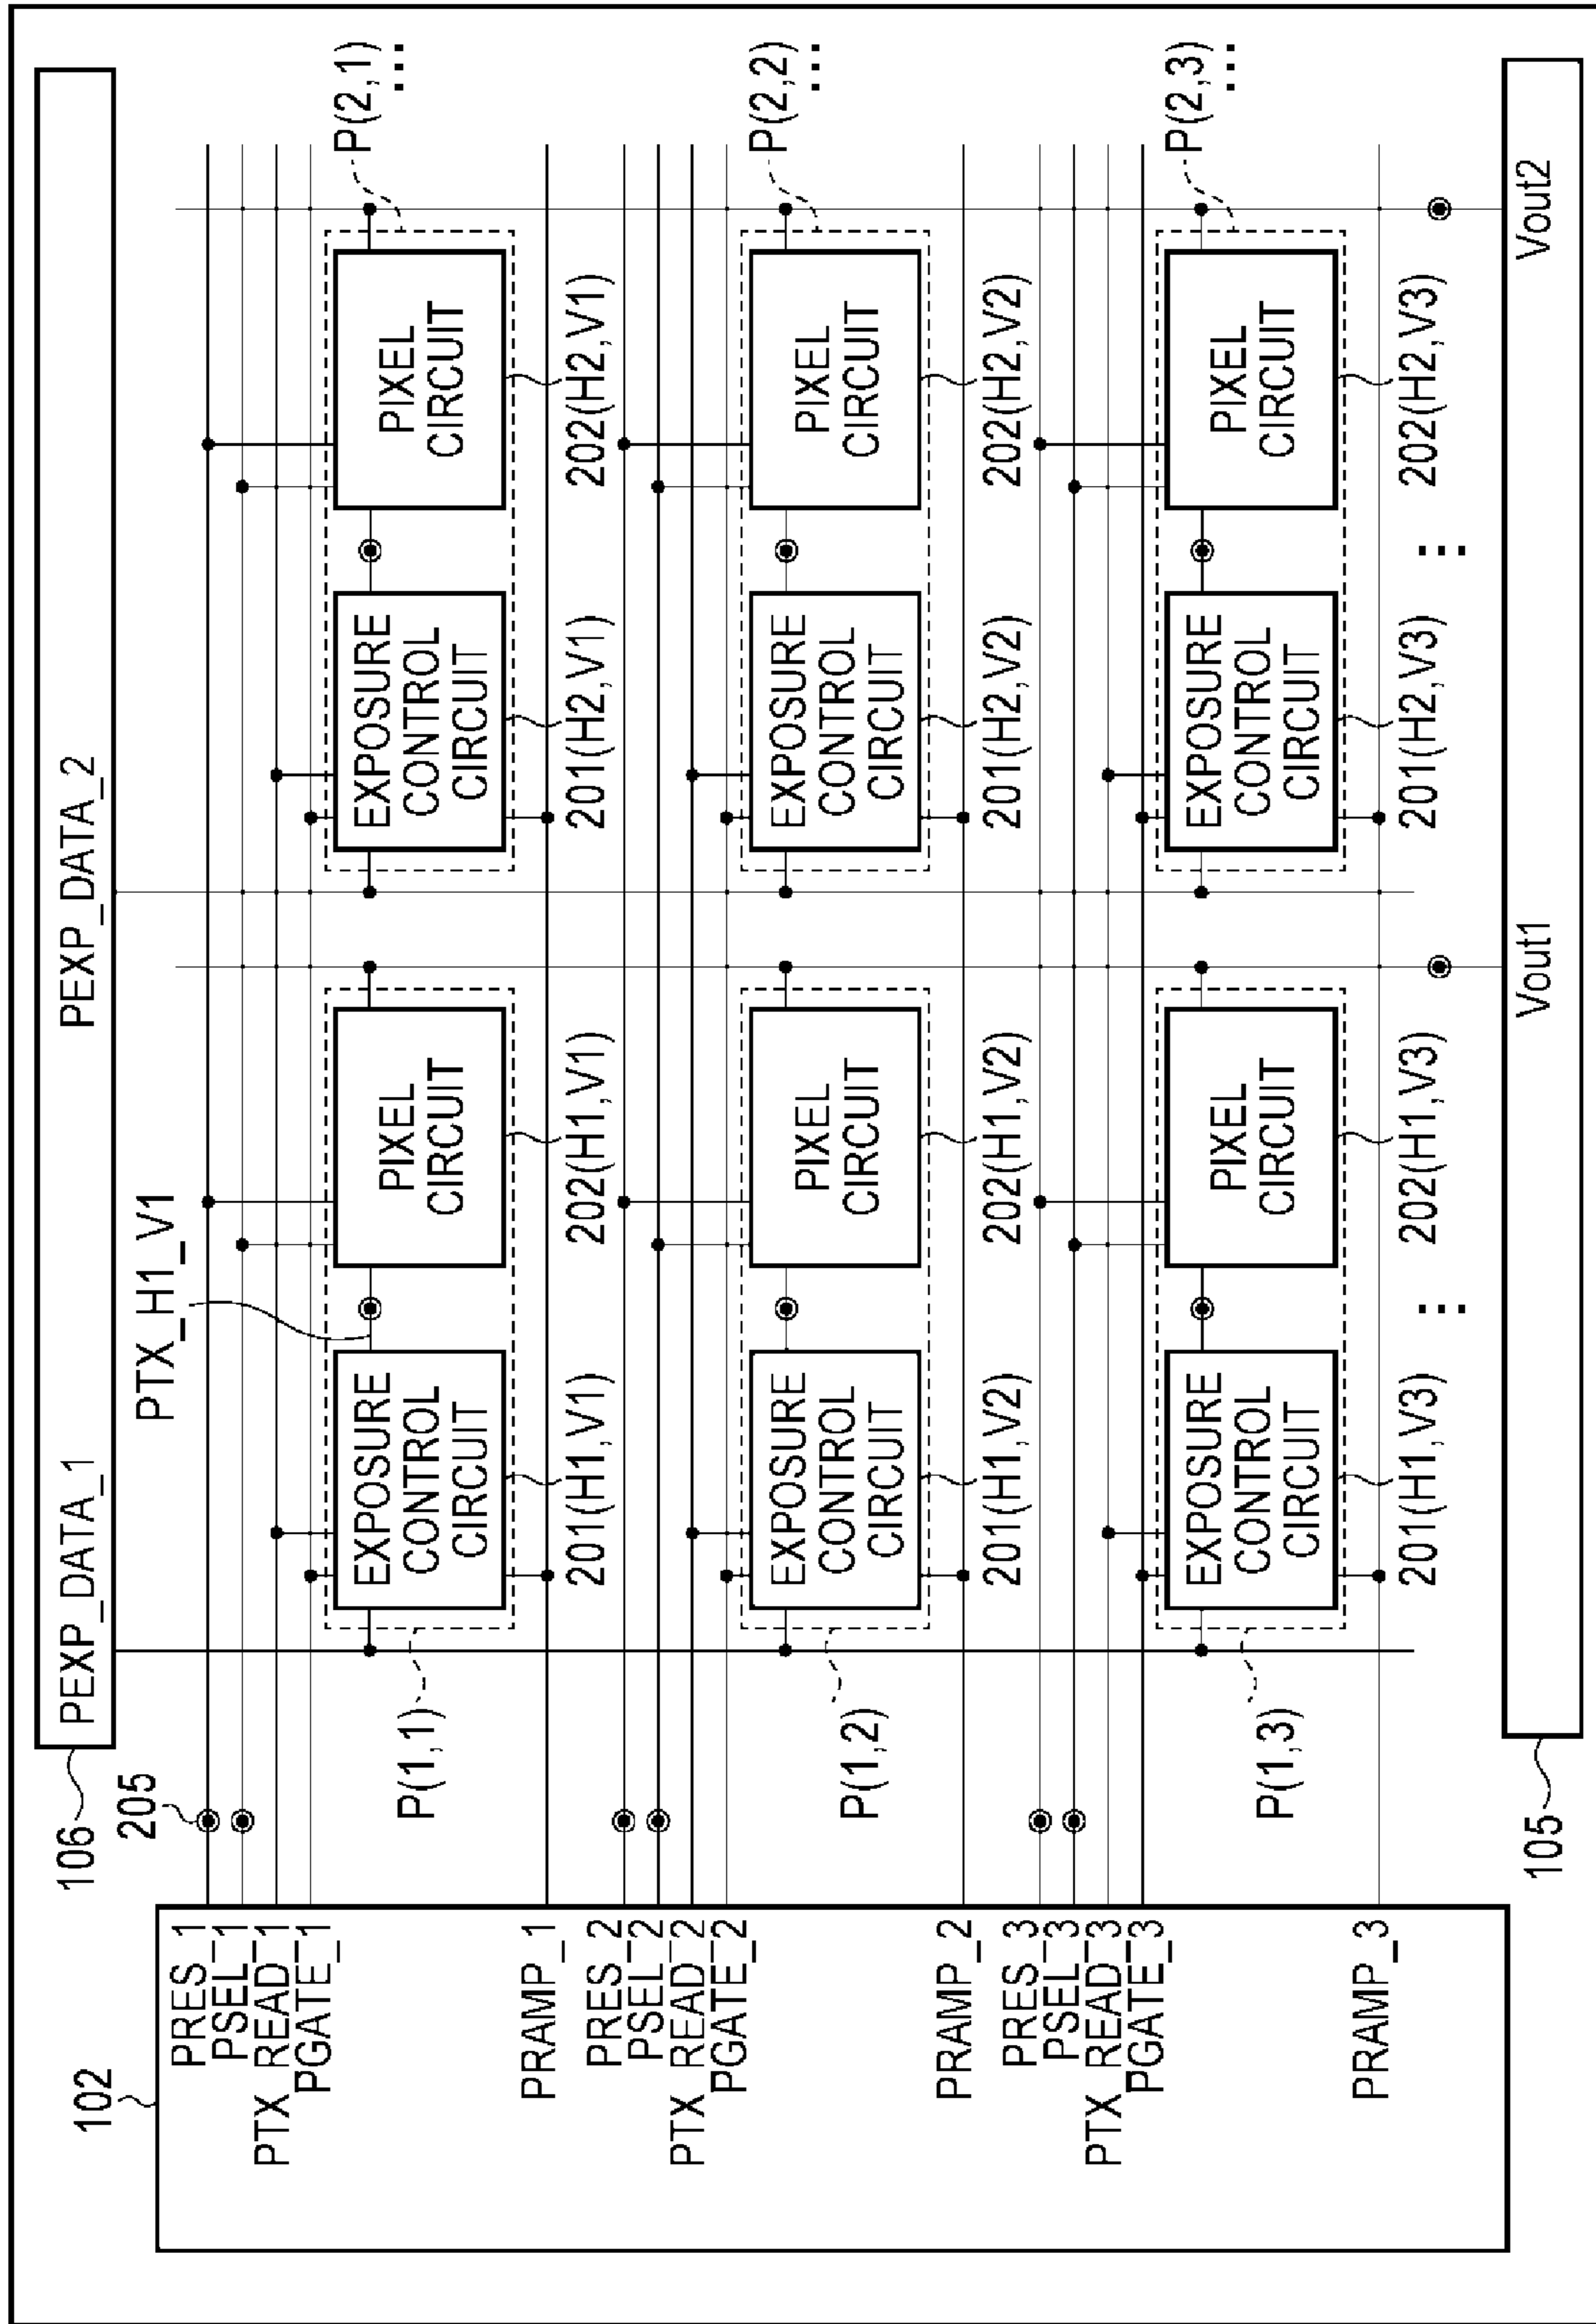 PEXP_DATA_1
PEXP_DATA_2
106
205
PTX_H1_V1
102
PRES_1
PSEL_1
PTX_READ_1
PGATE_1
PRAMP_1
PRES_2
PSEL_2
PTX_READ_2
PGATE_2
PRAMP_2
PRES_3
PSEL_3
PTX_READ_3
PGATE_3
PRAMP_3
P(1,1)
EXPOSURE
CONTROL
CIRCUIT
201(H1,V1)
PIXEL
CIRCUIT
202(H1,V1)
EXPOSURE
CONTROL
CIRCUIT
201(H2,V1)
PIXEL
CIRCUIT
202(H2,V1)
P(2,1)
...
P(1,2)
EXPOSURE
CONTROL
CIRCUIT
201(H1,V2)
PIXEL
CIRCUIT
202(H1,V2)
EXPOSURE
CONTROL
CIRCUIT
201(H2,V2)
PIXEL
CIRCUIT
202(H2,V2)
P(2,2)
...
P(1,3)
EXPOSURE
CONTROL
CIRCUIT
201(H1,V3)
PIXEL
CIRCUIT
202(H1,V3)
EXPOSURE
CONTROL
CIRCUIT
201(H2,V3)
PIXEL
CIRCUIT
202(H2,V3)
P(2,3)
...
...
...
105
Vout1
Vout2